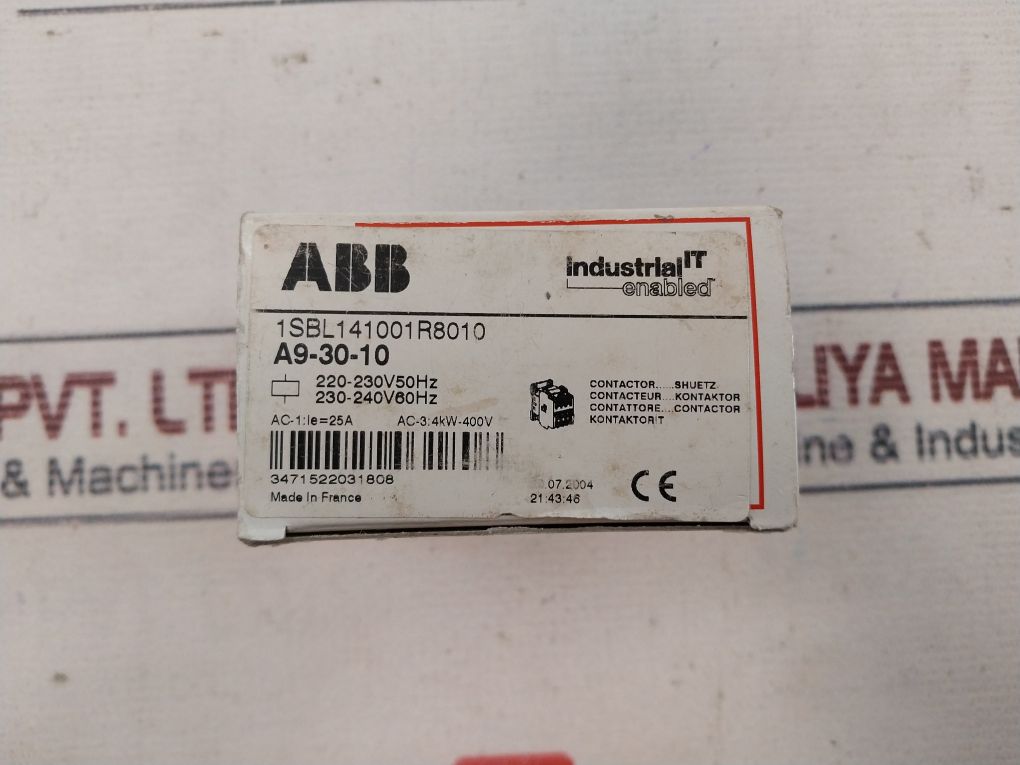 ABB
Industrial IT
enabled
1SBL141001R8010
A9-30-10
220-230V50Hz
230-240V60Hz
AC-1:Ie=25A AC-3:4kW-400V
CONTACTOR.....SHUETZ
CONTACTEUR...KONTAKTOR
CONTATTORE...CONTACTOR
KONTAKTORIT
3471522031808
Made In France
.07.2004
21:43:46
CE
PVT. LT
& Machine
LIYA MA
ne & Indus